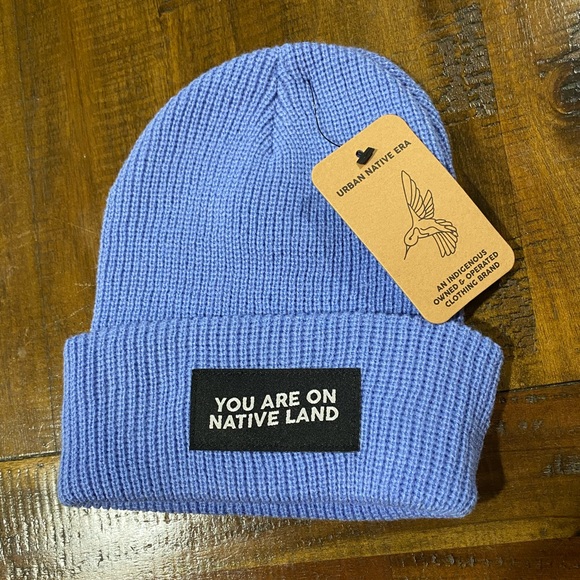 URBAN NATIVE ERA
AN INDIGENOUS
OWNED & OPERATED
CLOTHING BRAND
YOU ARE ON
NATIVE LAND